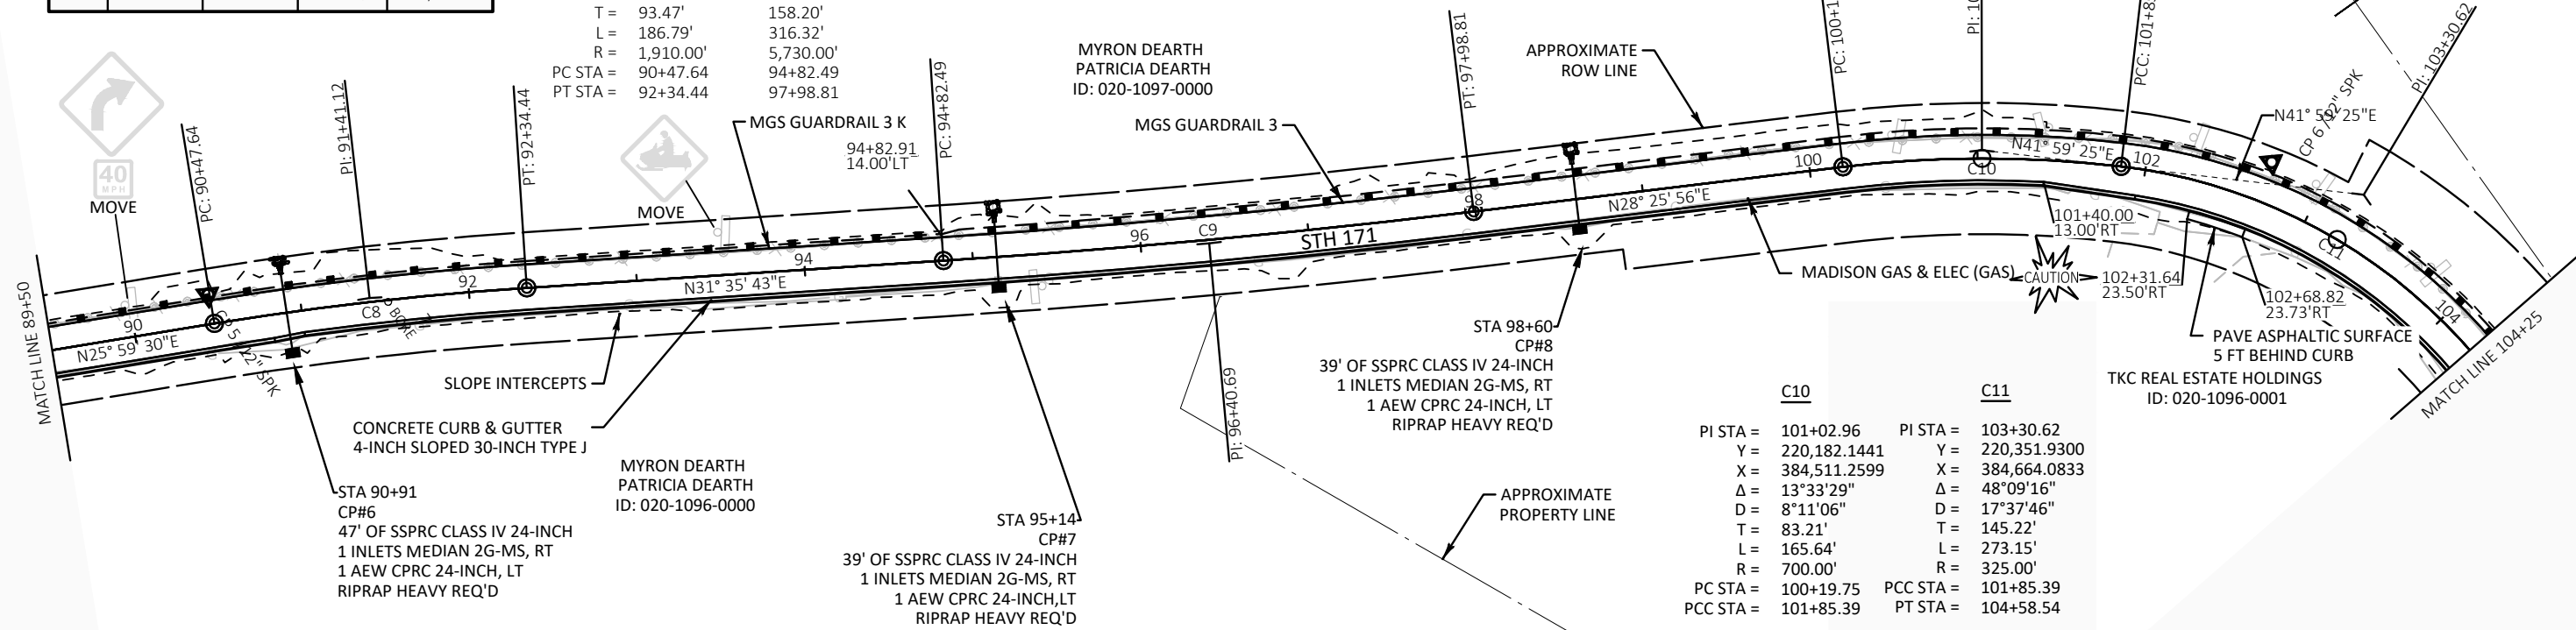 T = 93.47' 158.20'
L = 186.79' 316.32'
R = 1,910.00' 5,730.00'
PC STA = 90+47.64 94+82.49
PT STA = 92+34.44 97+98.81
40
MPH
MOVE
MOVE
MATCH LINE 89+50
PC: 90+47.64
PI: 91+41.12
PT: 92+34.44
MGS GUARDRAIL 3 K
94+82.91
14.00'LT
PC: 94+82.49
MYRON DEARTH
PATRICIA DEARTH
ID: 020-1097-0000
MGS GUARDRAIL 3
PT: 97+98.81
APPROXIMATE
ROW LINE
PC: 100+1
PI: 10
PCC: 101+8
PI: 103+30.62
CP 6 /22" SPK
N41° 59' 25"E
N41° 59' 25"E
90
92
94
96
98
100
102
104
C8
C9
C10
C11
N25° 59' 30"E
N31° 35' 43"E
STH 171
N28° 25' 56"E
CP 5 /22" SPK
BORE
SLOPE INTERCEPTS
CONCRETE CURB & GUTTER
4-INCH SLOPED 30-INCH TYPE J
MYRON DEARTH
PATRICIA DEARTH
ID: 020-1096-0000
STA 90+91
CP#6
47' OF SSPRC CLASS IV 24-INCH
1 INLETS MEDIAN 2G-MS, RT
1 AEW CPRC 24-INCH, LT
RIPRAP HEAVY REQ'D
STA 95+14
CP#7
39' OF SSPRC CLASS IV 24-INCH
1 INLETS MEDIAN 2G-MS, RT
1 AEW CPRC 24-INCH,LT
RIPRAP HEAVY REQ'D
PI: 96+40.69
STA 98+60
CP#8
39' OF SSPRC CLASS IV 24-INCH
1 INLETS MEDIAN 2G-MS, RT
1 AEW CPRC 24-INCH, LT
RIPRAP HEAVY REQ'D
APPROXIMATE
PROPERTY LINE
MADISON GAS & ELEC (GAS)
CAUTION
101+40.00
13.00'RT
102+31.64
23.50'RT
102+68.82
23.73'RT
PAVE ASPHALTIC SURFACE
5 FT BEHIND CURB
TKC REAL ESTATE HOLDINGS
ID: 020-1096-0001
MATCH LINE 104+25
C10 C11
PI STA = 101+02.96 PI STA = 103+30.62
Y = 220,182.1441 Y = 220,351.9300
X = 384,511.2599 X = 384,664.0833
Δ = 13°33'29" Δ = 48°09'16"
D = 8°11'06" D = 17°37'46"
T = 83.21' T = 145.22'
L = 165.64' L = 273.15'
R = 700.00' R = 325.00'
PC STA = 100+19.75 PCC STA = 101+85.39
PCC STA = 101+85.39 PT STA = 104+58.54